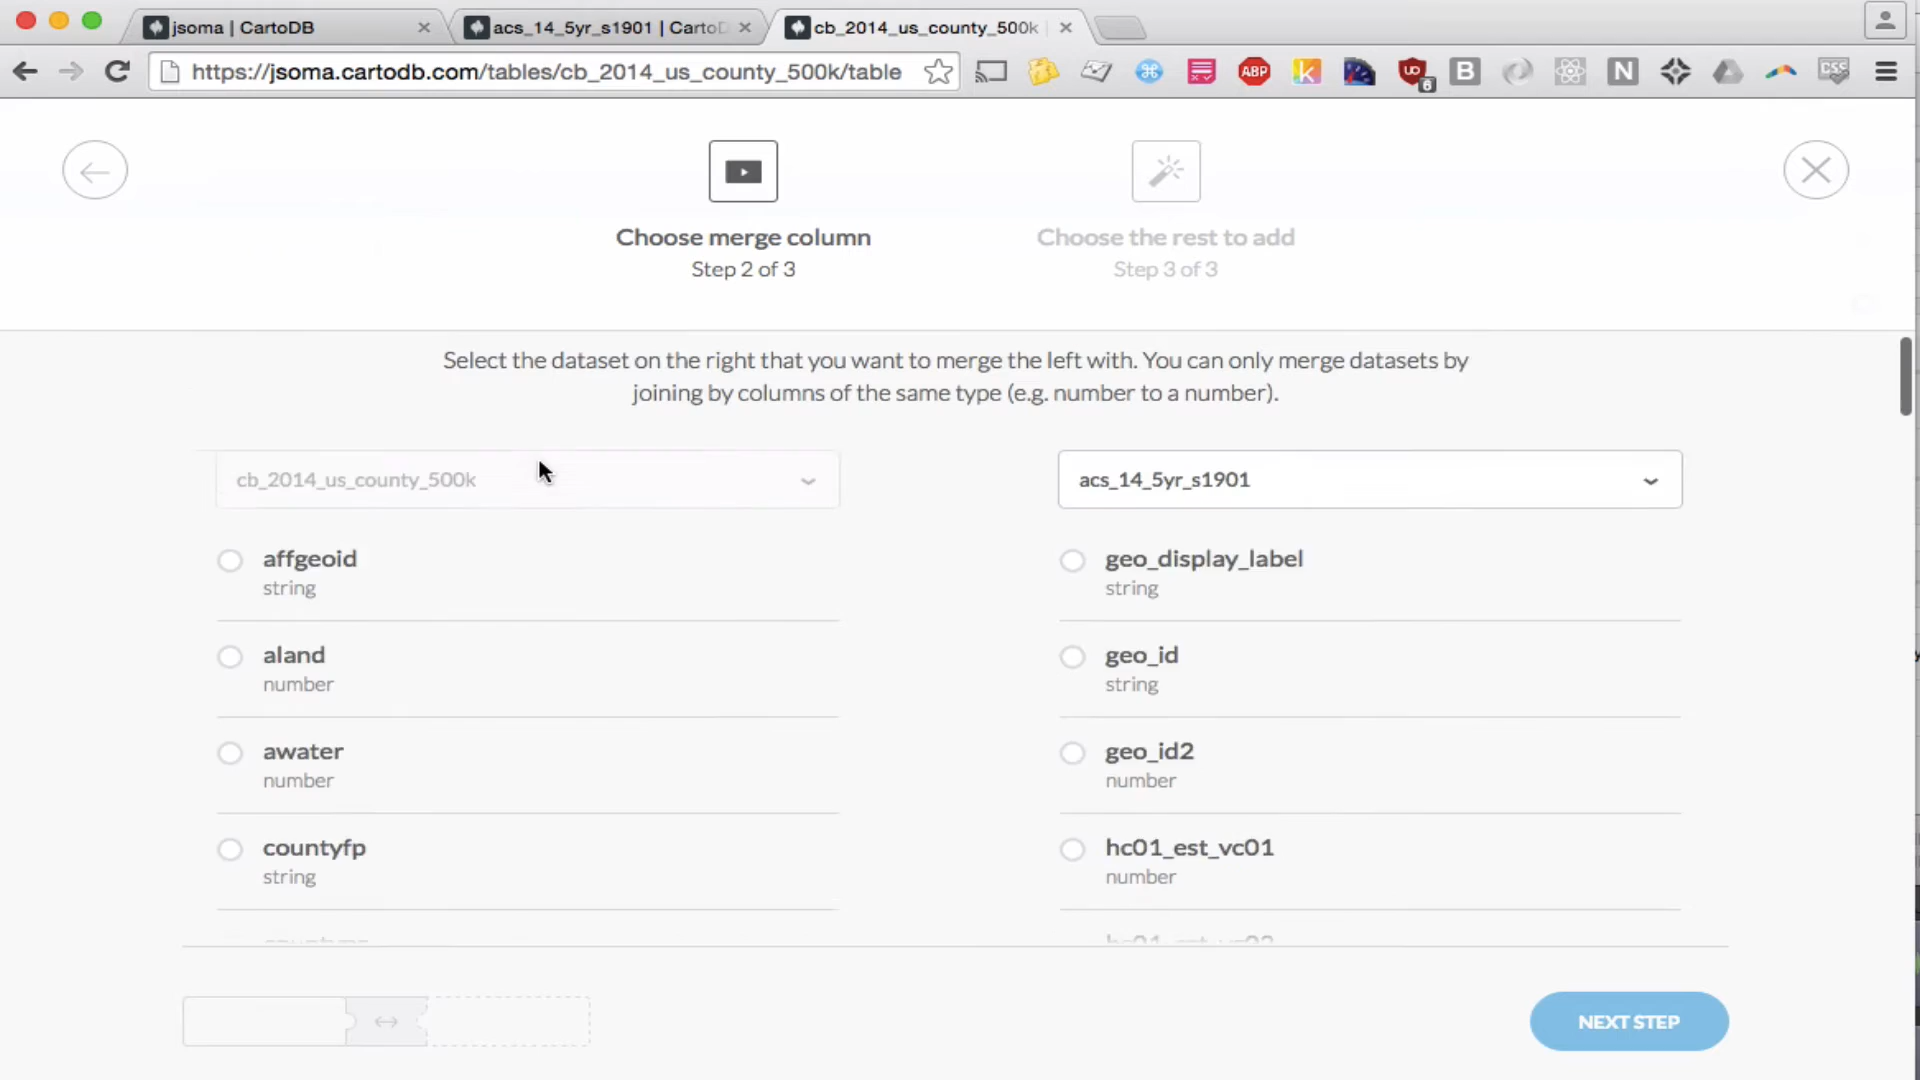 jsoma | CartoDB
acs_14_5yr_s1901 | CartoD
cb_2014_us_county_500k
https://jsoma.cartodb.com/tables/cb_2014_us_county_500k/table
ABP
K
UO
6
B
N
CSS
Choose merge column
Step 2 of 3
Choose the rest to add
Step 3 of 3
Select the dataset on the right that you want to merge the left with. You can only merge datasets by
joining by columns of the same type (e.g. number to a number).
cb_2014_us_county_500k
acs_14_5yr_s1901
affgeoid
string
geo_display_label
string
aland
number
geo_id
string
awater
number
geo_id2
number
countyfp
string
hc01_est_vc01
number
NEXT STEP